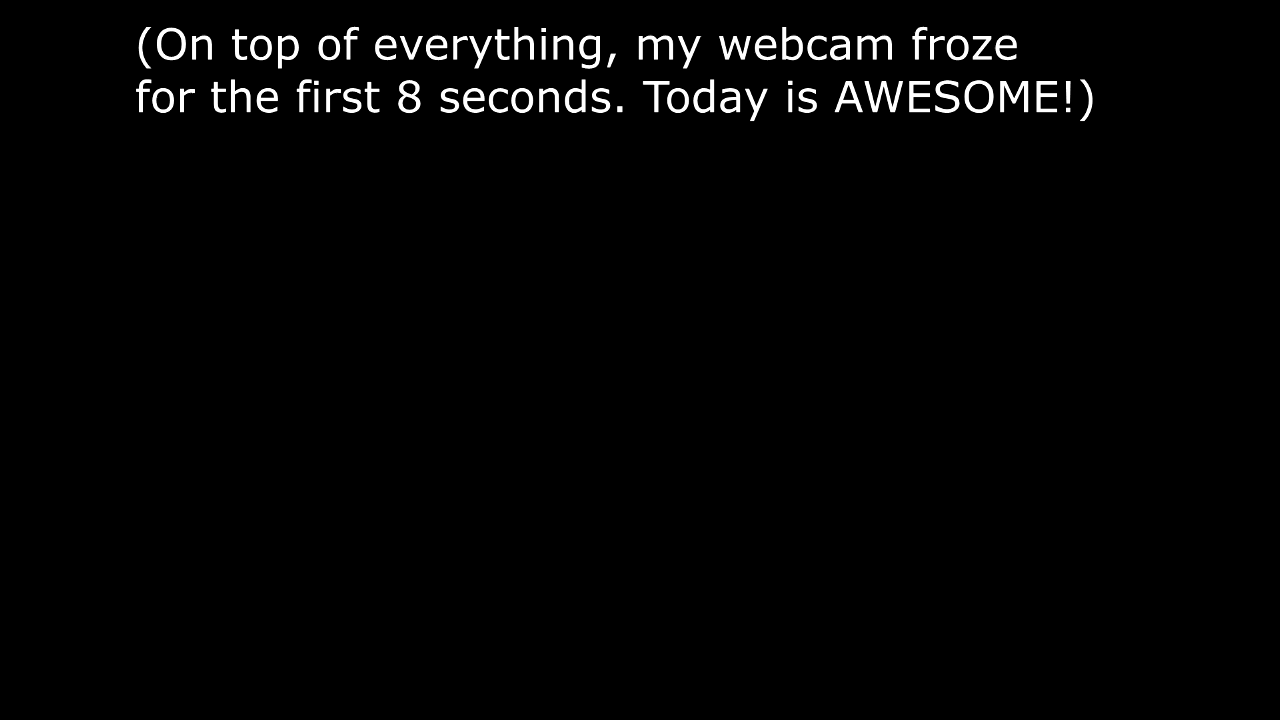 (On top of everything, my webcam froze
for the first 8 seconds. Today is AWESOME!)